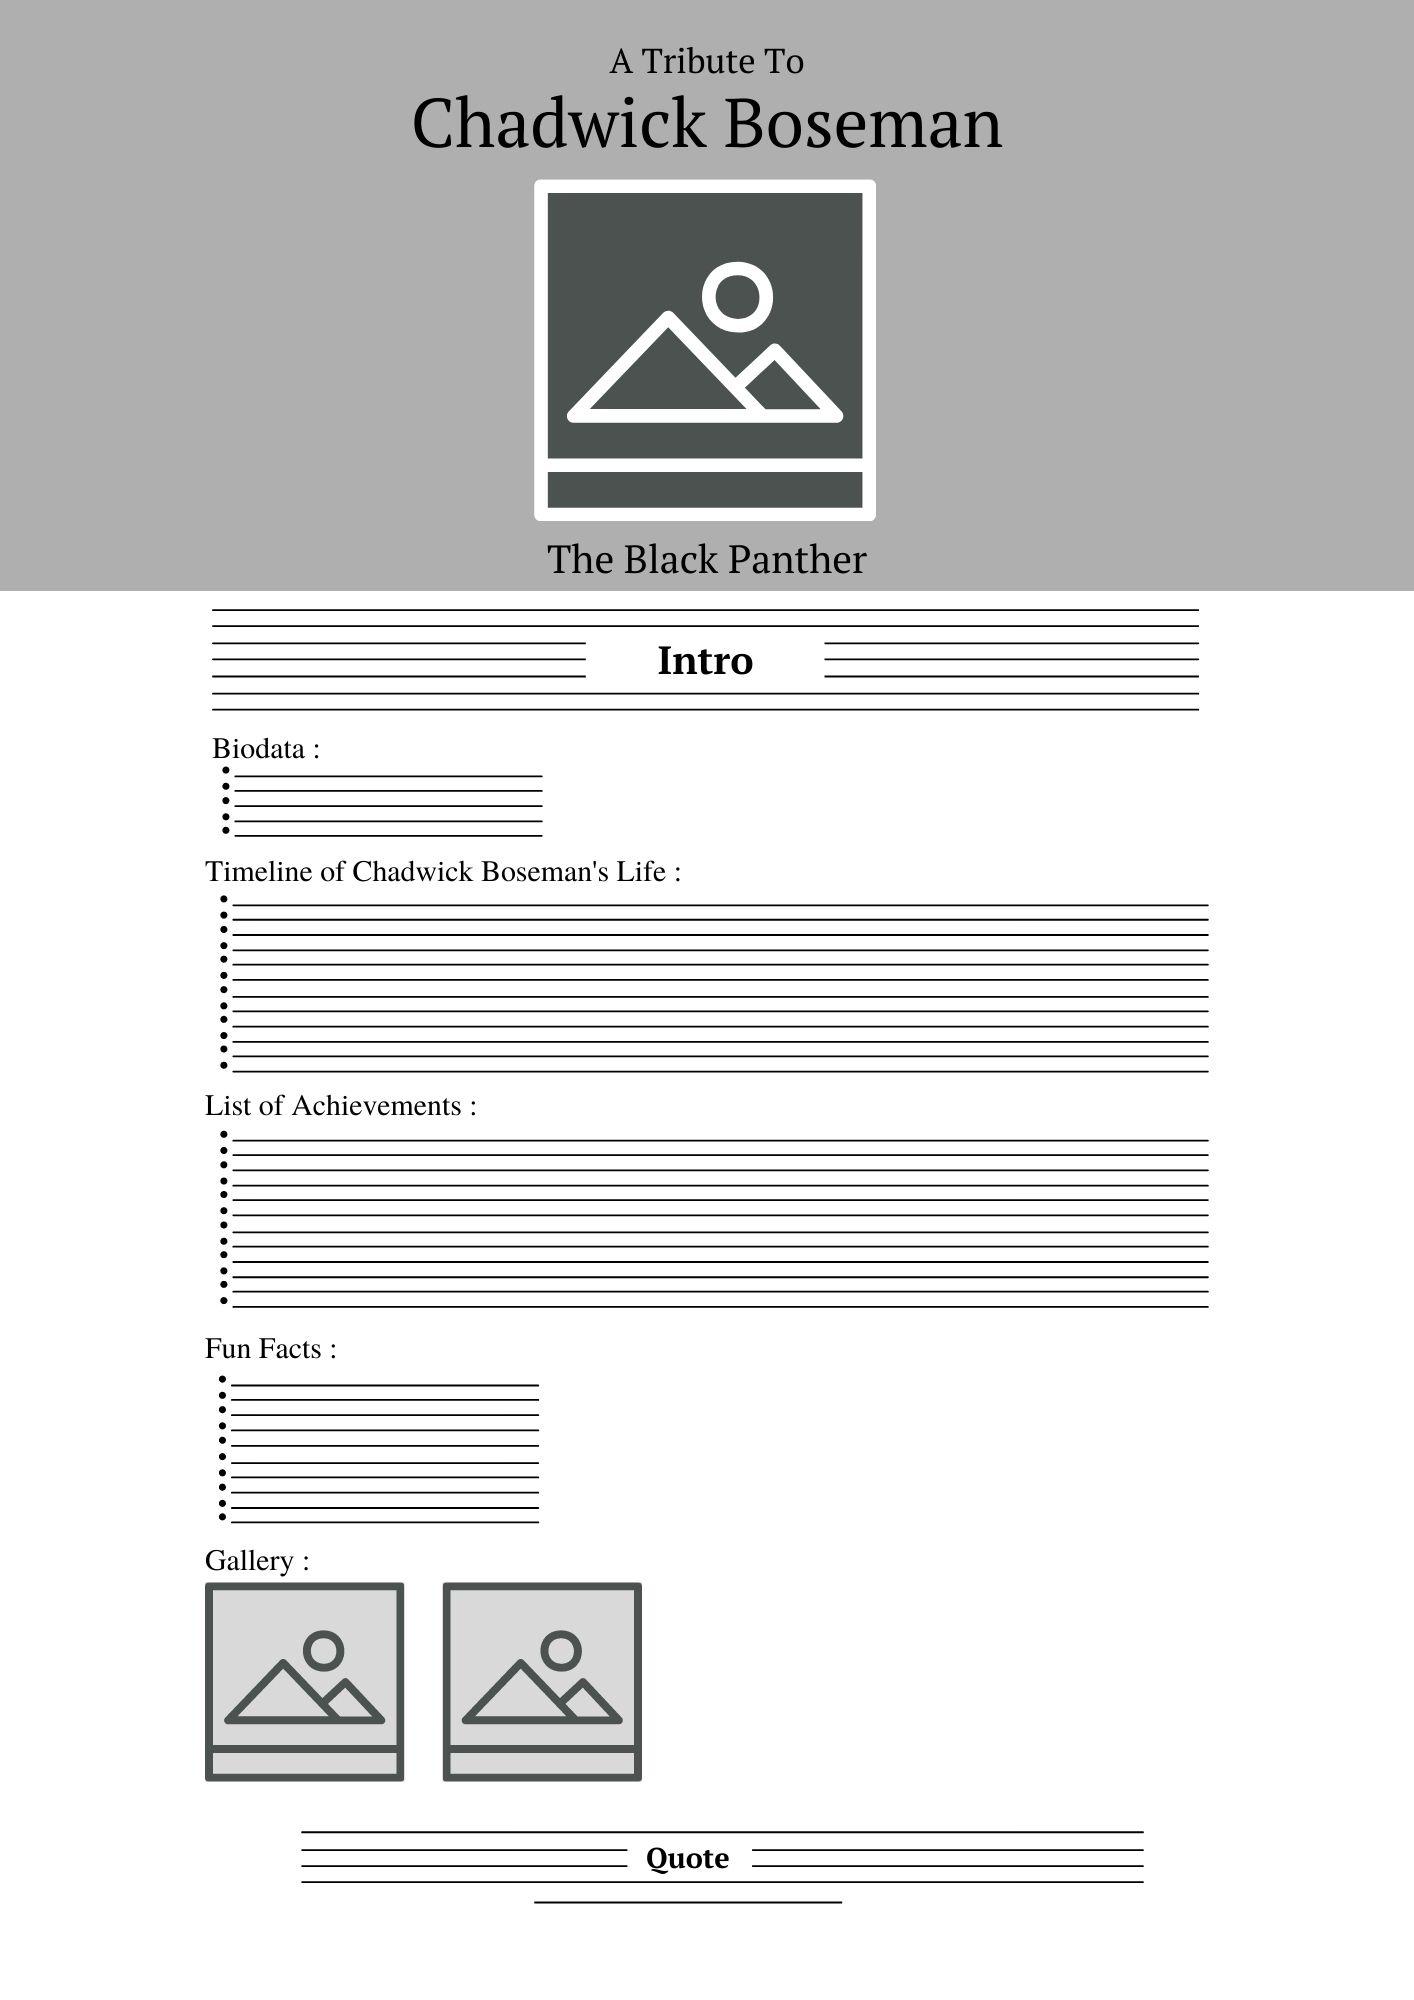 A Tribute To
Chadwick Boseman
The Black Panther
Intro
Biodata :
Timeline of Chadwick Boseman's Life :
List of Achievements :
Fun Facts :
Gallery :
Quote